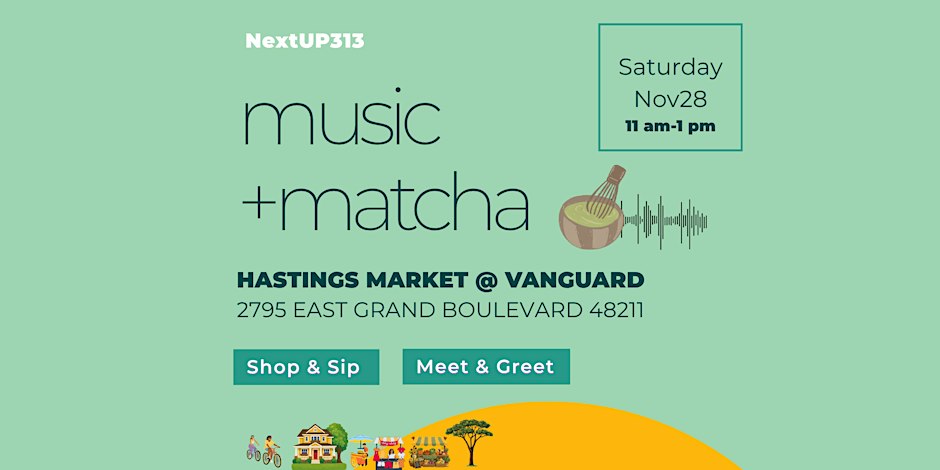 NextUP313
music
+matcha
Saturday
Nov28
11 am-1 pm
HASTINGS MARKET @ VANGUARD
2795 EAST GRAND BOULEVARD 48211
Shop & Sip
Meet & Greet